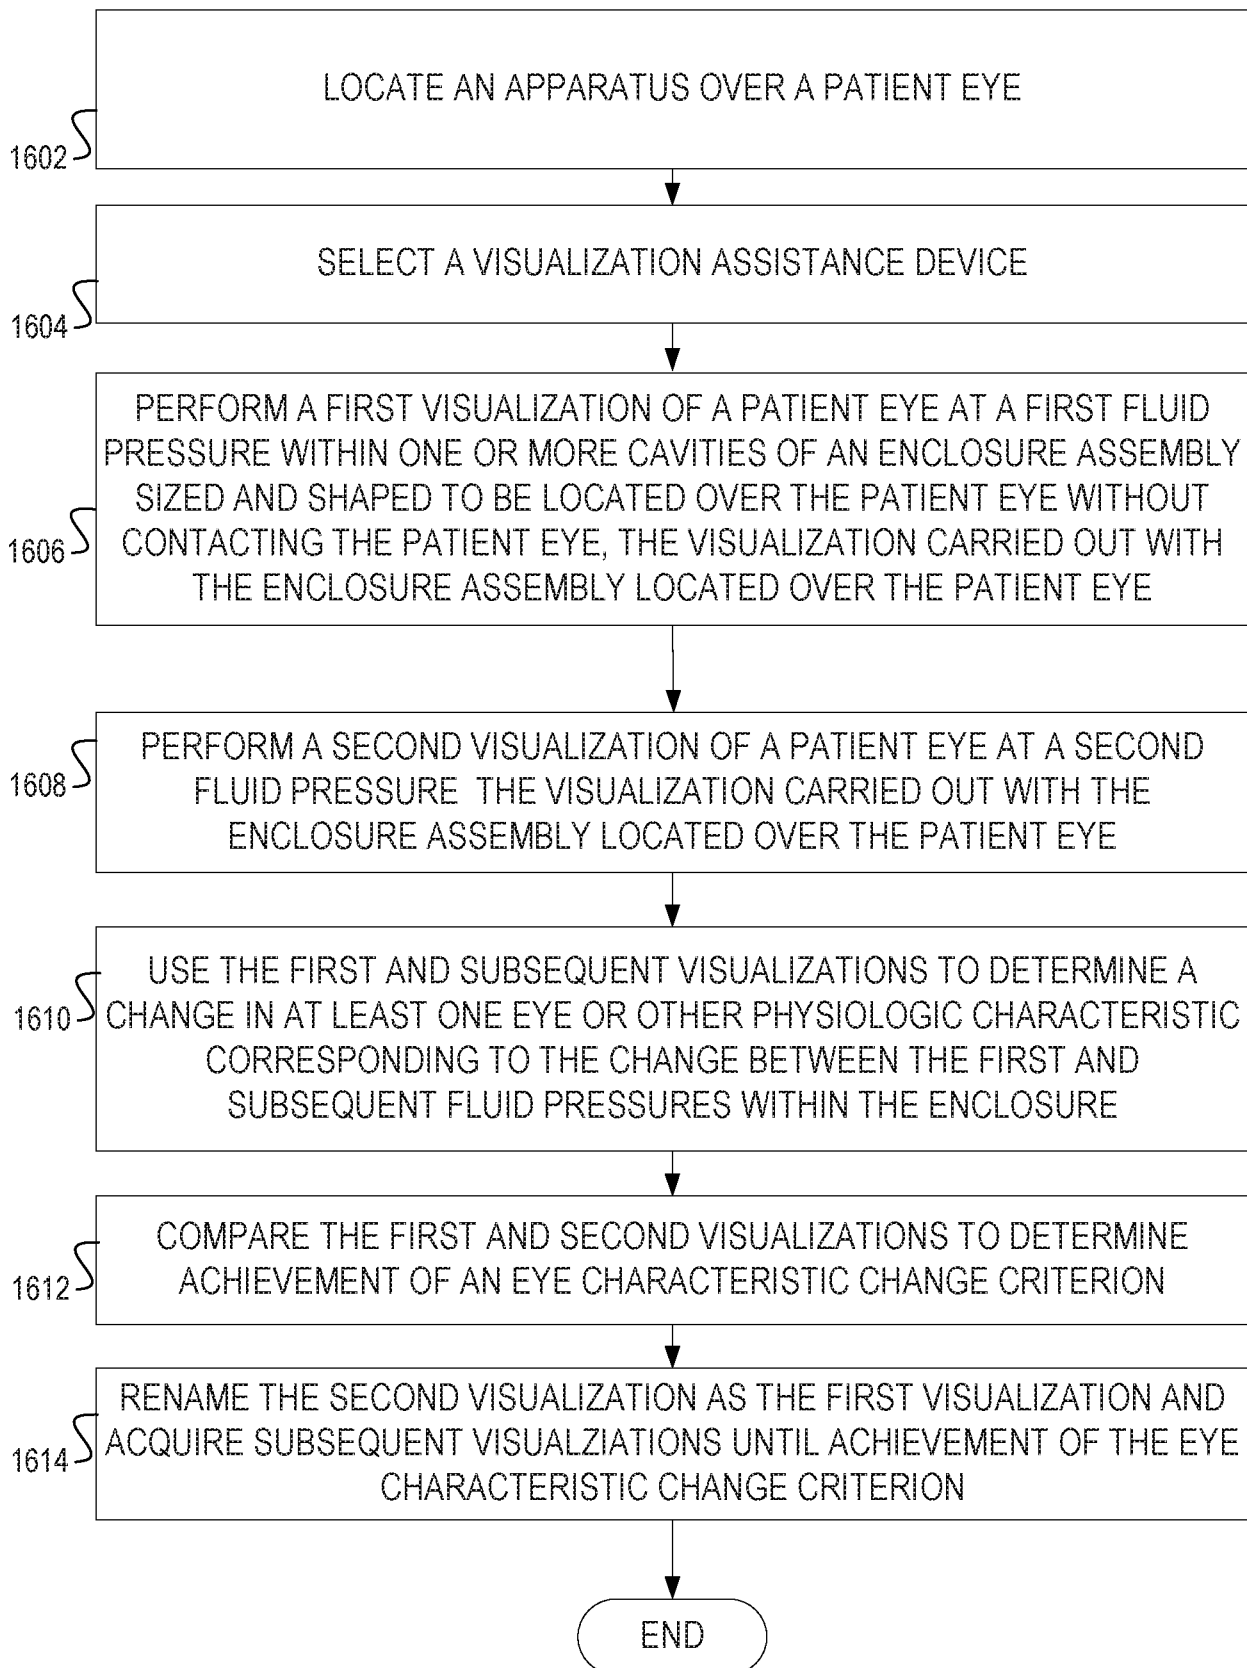 LOCATE AN APPARATUS OVER A PATIENT EYE
1602
SELECT A VISUALIZATION ASSISTANCE DEVICE
1604
PERFORM A FIRST VISUALIZATION OF A PATIENT EYE AT A FIRST FLUID
PRESSURE WITHIN ONE OR MORE CAVITIES OF AN ENCLOSURE ASSEMBLY
SIZED AND SHAPED TO BE LOCATED OVER THE PATIENT EYE WITHOUT
CONTACTING THE PATIENT EYE, THE VISUALIZATION CARRIED OUT WITH
THE ENCLOSURE ASSEMBLY LOCATED OVER THE PATIENT EYE
1606
PERFORM A SECOND VISUALIZATION OF A PATIENT EYE AT A SECOND
FLUID PRESSURE THE VISUALIZATION CARRIED OUT WITH THE
ENCLOSURE ASSEMBLY LOCATED OVER THE PATIENT EYE
1608
USE THE FIRST AND SUBSEQUENT VISUALIZATIONS TO DETERMINE A
CHANGE IN AT LEAST ONE EYE OR OTHER PHYSIOLOGIC CHARACTERISTIC
CORRESPONDING TO THE CHANGE BETWEEN THE FIRST AND
SUBSEQUENT FLUID PRESSURES WITHIN THE ENCLOSURE
1610
COMPARE THE FIRST AND SECOND VISUALIZATIONS TO DETERMINE
ACHIEVEMENT OF AN EYE CHARACTERISTIC CHANGE CRITERION
1612
RENAME THE SECOND VISUALIZATION AS THE FIRST VISUALIZATION AND
ACQUIRE SUBSEQUENT VISUALZIATIONS UNTIL ACHIEVEMENT OF THE EYE
CHARACTERISTIC CHANGE CRITERION
1614
END